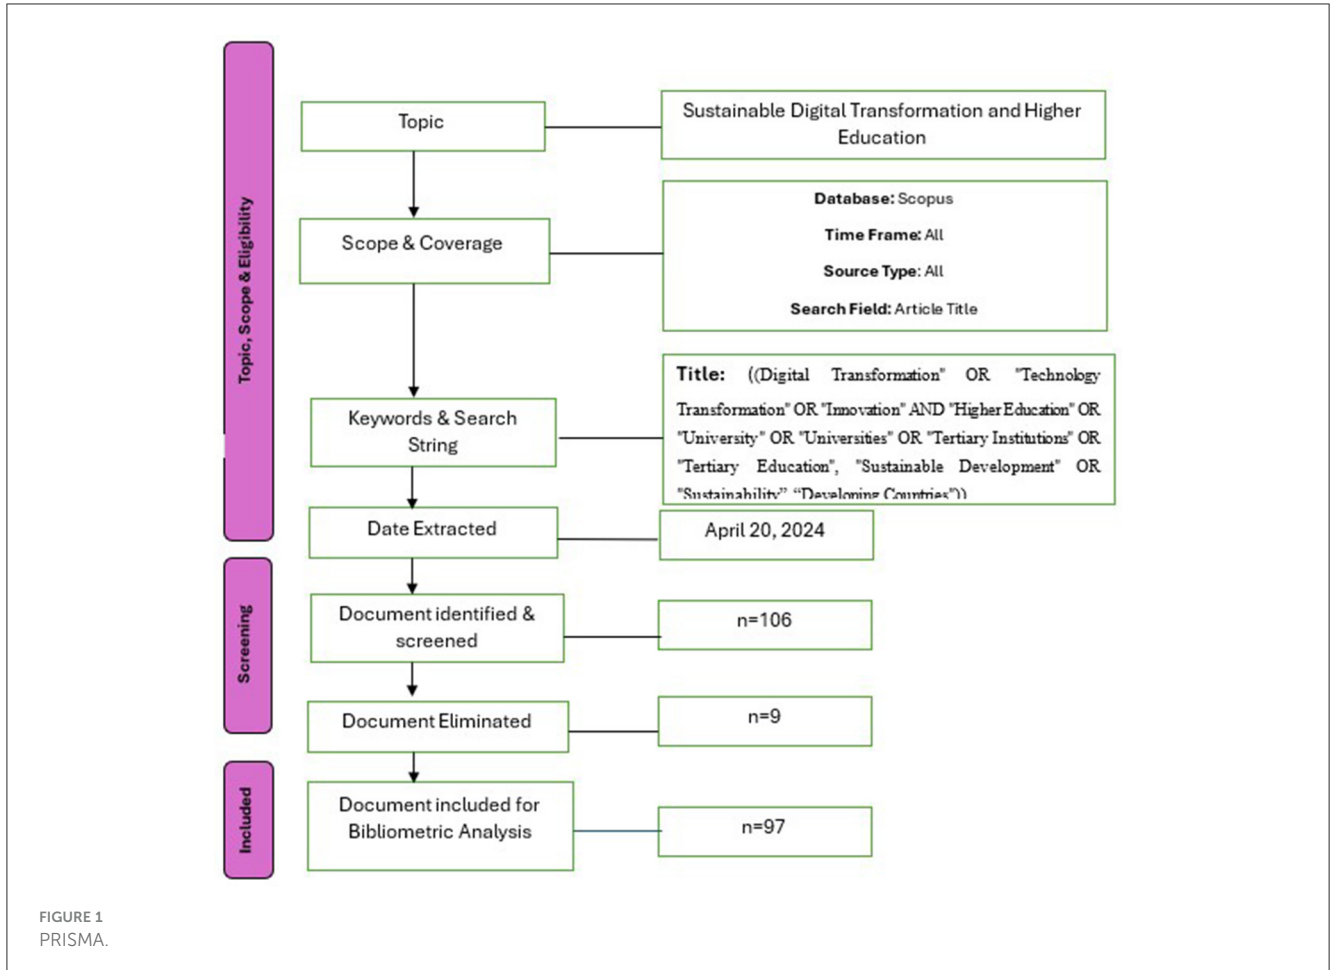 Topic, Scope & Eligibility
Topic
Sustainable Digital Transformation and Higher
Education
Scope & Coverage
Database: Scopus
Time Frame: All
Source Type: All
Search Field: Article Title
Keywords & Search
String
Title: ((Digital Transformation" OR "Technology
Transformation" OR "Innovation" AND "Higher Education" OR
"University" OR "Universities" OR "Tertiary Institutions" OR
"Tertiary Education", "Sustainable Development" OR
"Sustainability" "Developing Countries"))
Date Extracted
April 20, 2024
Screening
Document identified &
screened
n=106
Document Eliminated
n=9
Included
Document included for
Bibliometric Analysis
n=97
FIGURE 1
PRISMA.